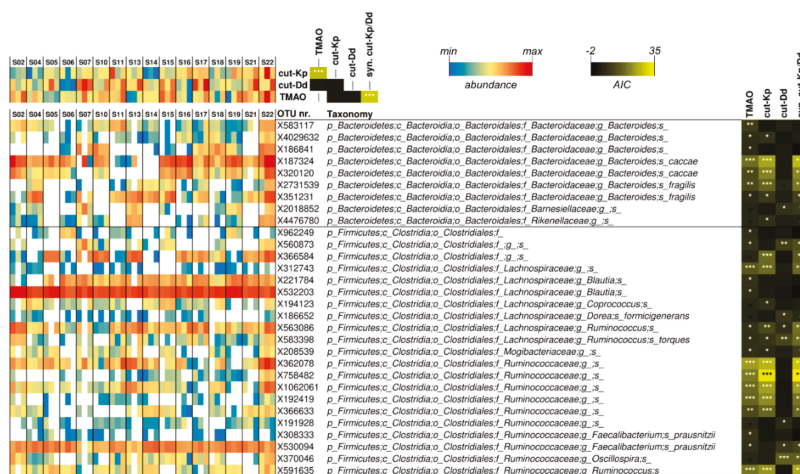 min max -2 35
abundance AIC
TMAO
cut-Kp
cut-Dd
syn. cut-Kp/Dd
S02 S04 S05 S06 S07 S10 S11 S13 S14 S15 S16 S17 S18 S19 S21 S22
cut-Kp ***
cut-Dd
TMAO ***
TMAO
cut-Kp
cut-Dd
S02 S04 S05 S06 S07 S10 S11 S13 S14 S15 S16 S17 S18 S19 S21 S22 OTU nr. Taxonomy
X583117 p_Bacteroidetes;c_Bacteroidia;o_Bacteroidales;f_Bacteroidaceae;g_Bacteroides;s_ **
X4029632 p_Bacteroidetes;c_Bacteroidia;o_Bacteroidales;f_Bacteroidaceae;g_Bacteroides;s_ * *
X186841 p_Bacteroidetes;c_Bacteroidia;o_Bacteroidales;f_Bacteroidaceae;g_Bacteroides;s_ *
X187324 p_Bacteroidetes;c_Bacteroidia;o_Bacteroidales;f_Bacteroidaceae;g_Bacteroides;s_caccae *** ***
X320120 p_Bacteroidetes;c_Bacteroidia;o_Bacteroidales;f_Bacteroidaceae;g_Bacteroides;s_caccae ** ***
X2731539 p_Bacteroidetes;c_Bacteroidia;o_Bacteroidales;f_Bacteroidaceae;g_Bacteroides;s_fragilis ** ***
X351231 p_Bacteroidetes;c_Bacteroidia;o_Bacteroidales;f_Bacteroidaceae;g_Bacteroides;s_fragilis * *
X2018852 p_Bacteroidetes;c_Bacteroidia;o_Bacteroidales;f_Barnesiellaceae;g_;s_ *
X4476780 p_Bacteroidetes;c_Bacteroidia;o_Bacteroidales;f_Rikenellaceae;g_;s_ *
X962249 p_Firmicutes;c_Clostridia;o_Clostridiales;f_ *
X560873 p_Firmicutes;c_Clostridia;o_Clostridiales;f_;g_;s_ * **
X366584 p_Firmicutes;c_Clostridia;o_Clostridiales;f_;g_;s_ ***
X312743 p_Firmicutes;c_Clostridia;o_Clostridiales;f_Lachnospiraceae;g_;s_ *** ***
X221784 p_Firmicutes;c_Clostridia;o_Clostridiales;f_Lachnospiraceae;g_Blautia;s_ *
X532203 p_Firmicutes;c_Clostridia;o_Clostridiales;f_Lachnospiraceae;g_Blautia;s_ *
X194123 p_Firmicutes;c_Clostridia;o_Clostridiales;f_Lachnospiraceae;g_Coprococcus;s_ * *
X186652 p_Firmicutes;c_Clostridia;o_Clostridiales;f_Lachnospiraceae;g_Dorea;s_formicigenerans *
X563086 p_Firmicutes;c_Clostridia;o_Clostridiales;f_Lachnospiraceae;g_Ruminococcus;s_ * ** *
X583398 p_Firmicutes;c_Clostridia;o_Clostridiales;f_Lachnospiraceae;g_Ruminococcus;s_torques * * **
X208539 p_Firmicutes;c_Clostridia;o_Clostridiales;f_Mogibacteriaceae;g_;s_ * *
X362078 p_Firmicutes;c_Clostridia;o_Clostridiales;f_Ruminococcaceae;g_;s_ *** ***
X758482 p_Firmicutes;c_Clostridia;o_Clostridiales;f_Ruminococcaceae;g_;s_ *** ***
X1062061 p_Firmicutes;c_Clostridia;o_Clostridiales;f_Ruminococcaceae;g_;s_ *** ***
X192419 p_Firmicutes;c_Clostridia;o_Clostridiales;f_Ruminococcaceae;g_;s_ *** ***
X366633 p_Firmicutes;c_Clostridia;o_Clostridiales;f_Ruminococcaceae;g_;s_ ** ***
X191928 p_Firmicutes;c_Clostridia;o_Clostridiales;f_Ruminococcaceae;g_;s_ *
X308333 p_Firmicutes;c_Clostridia;o_Clostridiales;f_Ruminococcaceae;g_Faecalibacterium;s_prausnitzii *
X530094 p_Firmicutes;c_Clostridia;o_Clostridiales;f_Ruminococcaceae;g_Faecalibacterium;s_prausnitzii *
X370046 p_Firmicutes;c_Clostridia;o_Clostridiales;f_Ruminococcaceae;g_Oscillospira;s_ ***
X591635 p_Firmicutes;c_Clostridia;o_Clostridiales;f_Ruminococcaceae;g_Ruminococcus;s_ *** ***